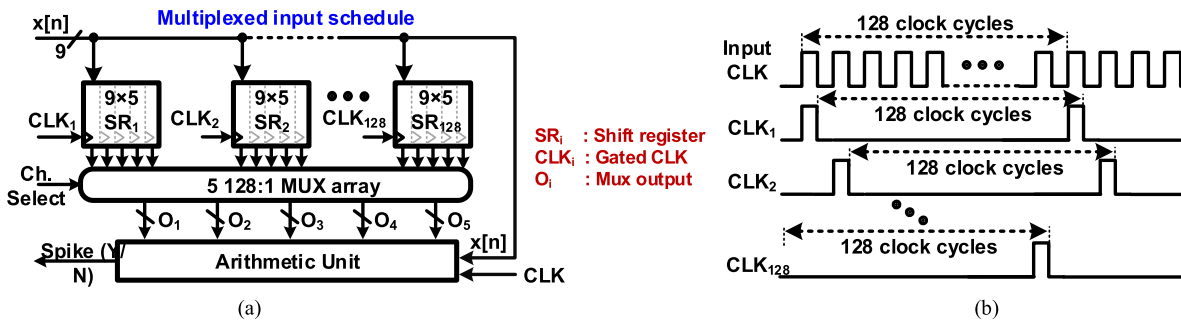 Multiplexed input schedule
x[n]
9
9×5
SR1
9×5
SR2
9×5
SR128
CLK1
CLK2
CLK128
Ch.
Select
5 128:1 MUX array
O1
O2
O3
O4
O5
x[n]
Spike (Y/
N)
Arithmetic Unit
CLK
(a)
SRi : Shift register
CLKi : Gated CLK
Oi : Mux output
128 clock cycles
Input
CLK
128 clock cycles
CLK1
128 clock cycles
CLK2
128 clock cycles
CLK128
(b)